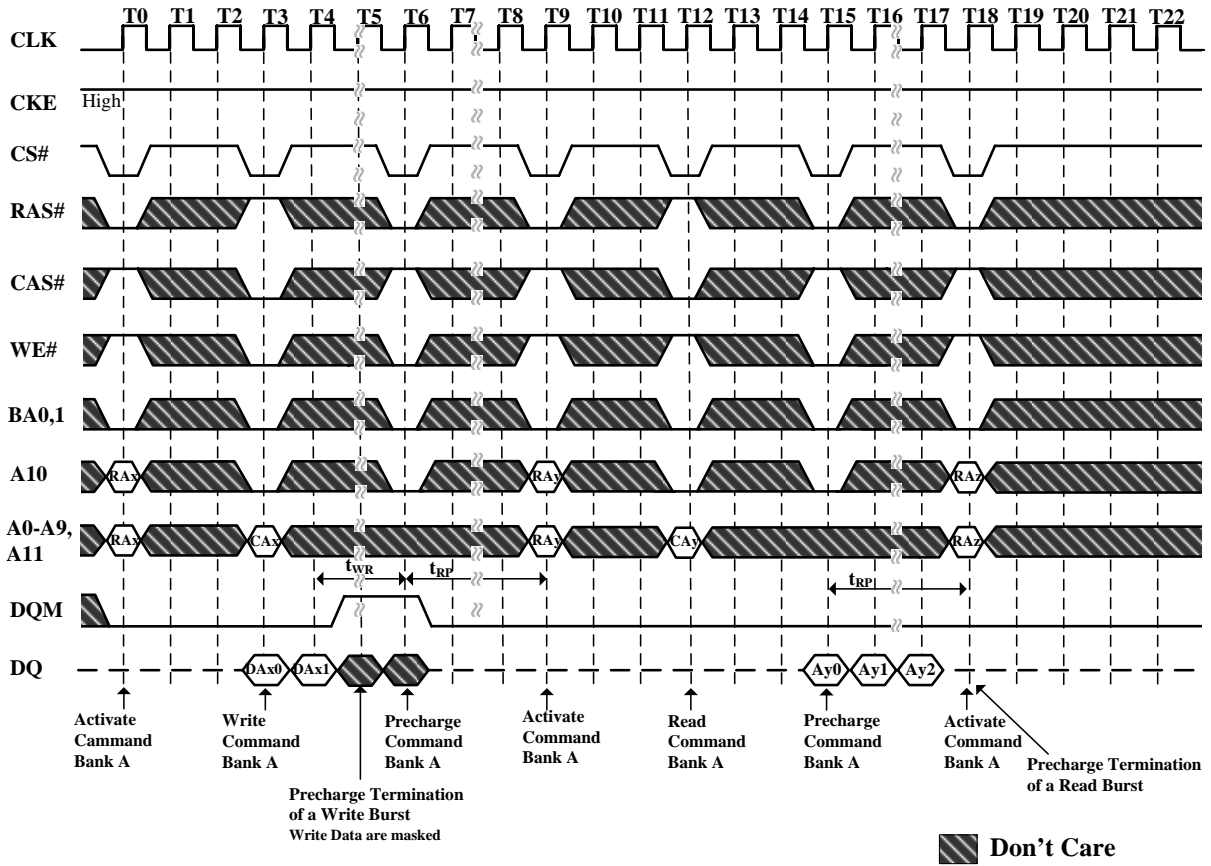 T0 T1 T2 T3 T4 T5 T6 T7 T8 T9 T10 T11 T12 T13 T14 T15 T16 T17 T18 T19 T20 T21 T22
CLK
CKE High
CS#
RAS#
CAS#
WE#
BA0,1
A10 RAx RAy RAz
A0-A9,
A11 RAx CAx RAy CAy RAz
tWR tRP tRP
DQM
DQ DAx0 DAx1 Ay0 Ay1 Ay2
Activate
Cammand
Bank A
Write
Command
Bank A
Precharge
Command
Bank A
Activate
Command
Bank A
Read
Command
Bank A
Precharge
Command
Bank A
Activate
Command
Bank A
Precharge Termination
of a Read Burst
Precharge Termination
of a Write Burst
Write Data are masked
Don't Care